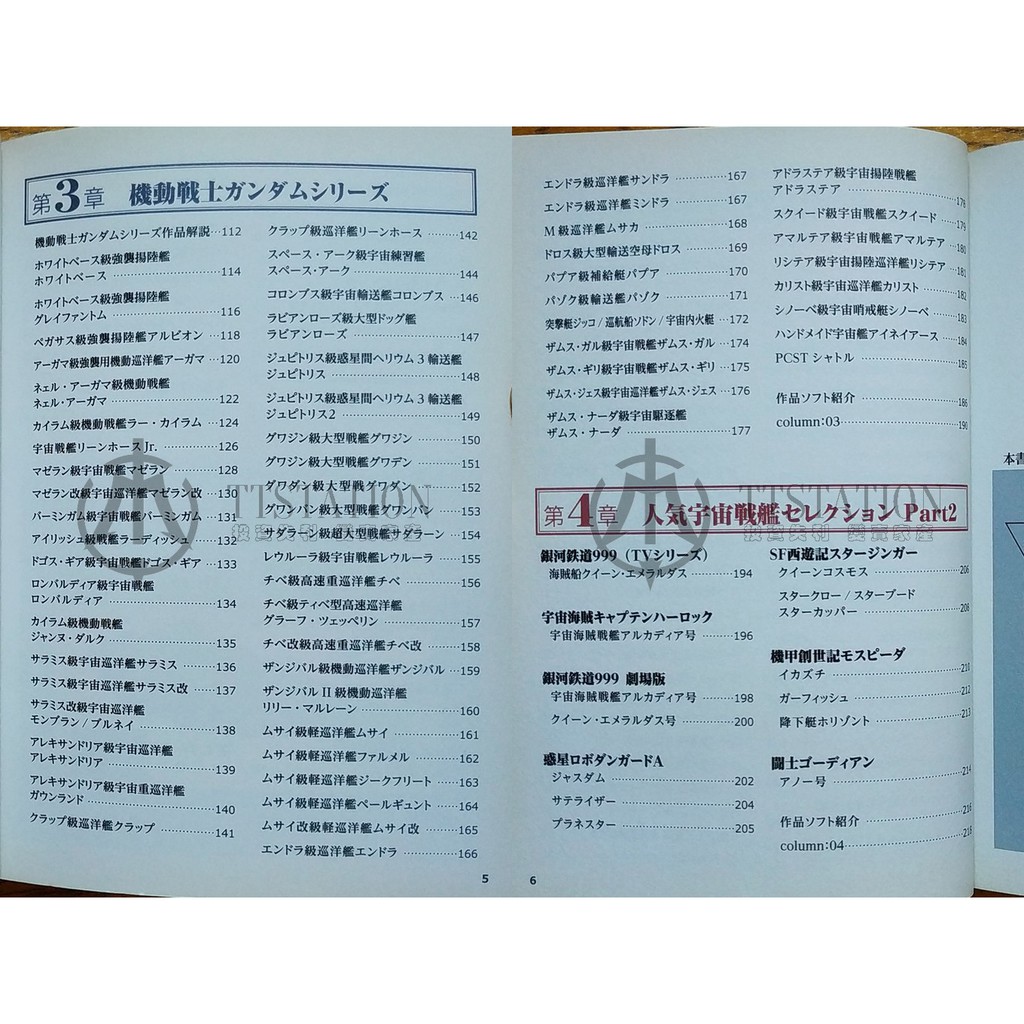 第3章 機動戦士ガンダムシリーズ
機動戦士ガンダムシリーズ作品解説…112
ホワイトベース級強襲揚陸艦
ホワイトベース…114
ホワイトベース級強襲揚陸艦
グレイファントム…116
ペガサス級強襲揚陸艦アルビオン…118
アーガマ級強襲用機動巡洋艦アーガマ…120
ネェル・アーガマ級機動戦艦
ネェル・アーガマ…122
カイラム級機動戦艦ラー・カイラム…124
宇宙戦艦リーンホースJr.…126
マゼラン級宇宙戦艦マゼラン…128
マゼラン改級宇宙巡洋艦マゼラン改…130
バーミンガム級宇宙戦艦バーミンガム…131
アイリッシュ級戦艦ラーディッシュ…132
ドゴス・ギア級宇宙戦艦ドゴス・ギア…133
ロンバルディア級宇宙戦艦
ロンバルディア…134
カイラム級機動戦艦
ジャンヌ・ダルク…135
サラミス級宇宙巡洋艦サラミス…136
サラミス級宇宙巡洋艦サラミス改…137
サラミス改級宇宙巡洋艦
モンブラン/ブルネイ…138
アレキサンドリア級宇宙巡洋艦
アレキサンドリア…139
アレキサンドリア級宇宙重巡洋艦
ガウンランド…140
クラップ級巡洋艦クラップ…141
クラップ級巡洋艦リーンホース…142
スペース・アーク級宇宙練習艦
スペース・アーク…144
コロンブス級宇宙輸送艦コロンブス…146
ラビアンローズ級大型ドッグ艦
ラビアンローズ…147
ジュピトリス級惑星間ヘリウム3輸送艦
ジュピトリス…148
ジュピトリス級惑星間ヘリウム3輸送艦
ジュピトリス2…149
グワジン級大型戦艦グワジン…150
グワジン級大型戦艦グワデン…151
グワダン級大型戦グワダン…152
グワンバン級大型戦艦グワンバン…153
サダラーン級超大型戦艦サダラーン…154
レウルーラ級宇宙戦艦レウルーラ…155
チベ級高速重巡洋艦チベ…156
チベ級ティベ型高速巡洋艦
グラーフ・ツェッペリン…157
チベ改級高速重巡洋艦チベ改…158
ザンジバル級機動巡洋艦ザンジバル…159
ザンジバルII級機動巡洋艦
リリー・マルレーン…160
ムサイ級軽巡洋艦ムサイ…161
ムサイ級軽巡洋艦ファルメル…162
ムサイ級軽巡洋艦ジークフリート…163
ムサイ級軽巡洋艦ペールギュント…164
ムサイ改級軽巡洋艦ムサイ改…165
エンドラ級巡洋艦エンドラ…166
5
エンドラ級巡洋艦サンドラ…167
エンドラ級巡洋艦ミンドラ…167
M級巡洋艦ムサカ…168
ドロス級大型輸送空母ドロス…169
パプア級補給艇パプア…170
パゾク級輸送艦パゾク…171
突撃艇ジッコ/巡航船ソドン/宇宙内火艇…172
ザムス・ガル級宇宙戦艦ザムス・ガル…174
ザムス・ギリ級宇宙戦艦ザムス・ギリ…175
ザムス・ジェス級宇宙巡洋艦ザムス・ジェス…176
ザムス・ナーダ級宇宙駆逐艦
ザムス・ナーダ…177
アドラステア級宇宙揚陸戦艦
アドラステア…178
スクイード級宇宙戦艦スクイード…179
アマルテア級宇宙戦艦アマルテア…180
リシテア級宇宙揚陸巡洋艦リシテア…181
カリスト級宇宙巡洋艦カリスト…182
シノーペ級宇宙哨戒艇シノーペ…183
ハンドメイド宇宙艦アイネイアース…184
PCSTシャトル…185
作品ソフト紹介…186
column:03…190
第4章 人気宇宙戦艦セレクション Part2
銀河鉄道999（TVシリーズ）
海賊船クイーン・エメラルダス…194
宇宙海賊キャプテンハーロック
宇宙海賊戦艦アルカディア号…196
銀河鉄道999 劇場版
宇宙海賊戦艦アルカディア号…198
クイーン・エメラルダス号…200
惑星ロボダンガードA
ジャスダム…202
サテライザー…204
プラネスター…205
SF西遊記スタージンガー
クイーンコスモス…206
スタークロー/スターブード
スターカッパー…208
機甲創世記モスピーダ
イカズチ…210
ガーフィッシュ…212
降下艇ホリゾント…213
闘士ゴーディアン
アノー号…214
作品ソフト紹介…216
column:04…218
6
本書
TTSTATION
TTSTATION